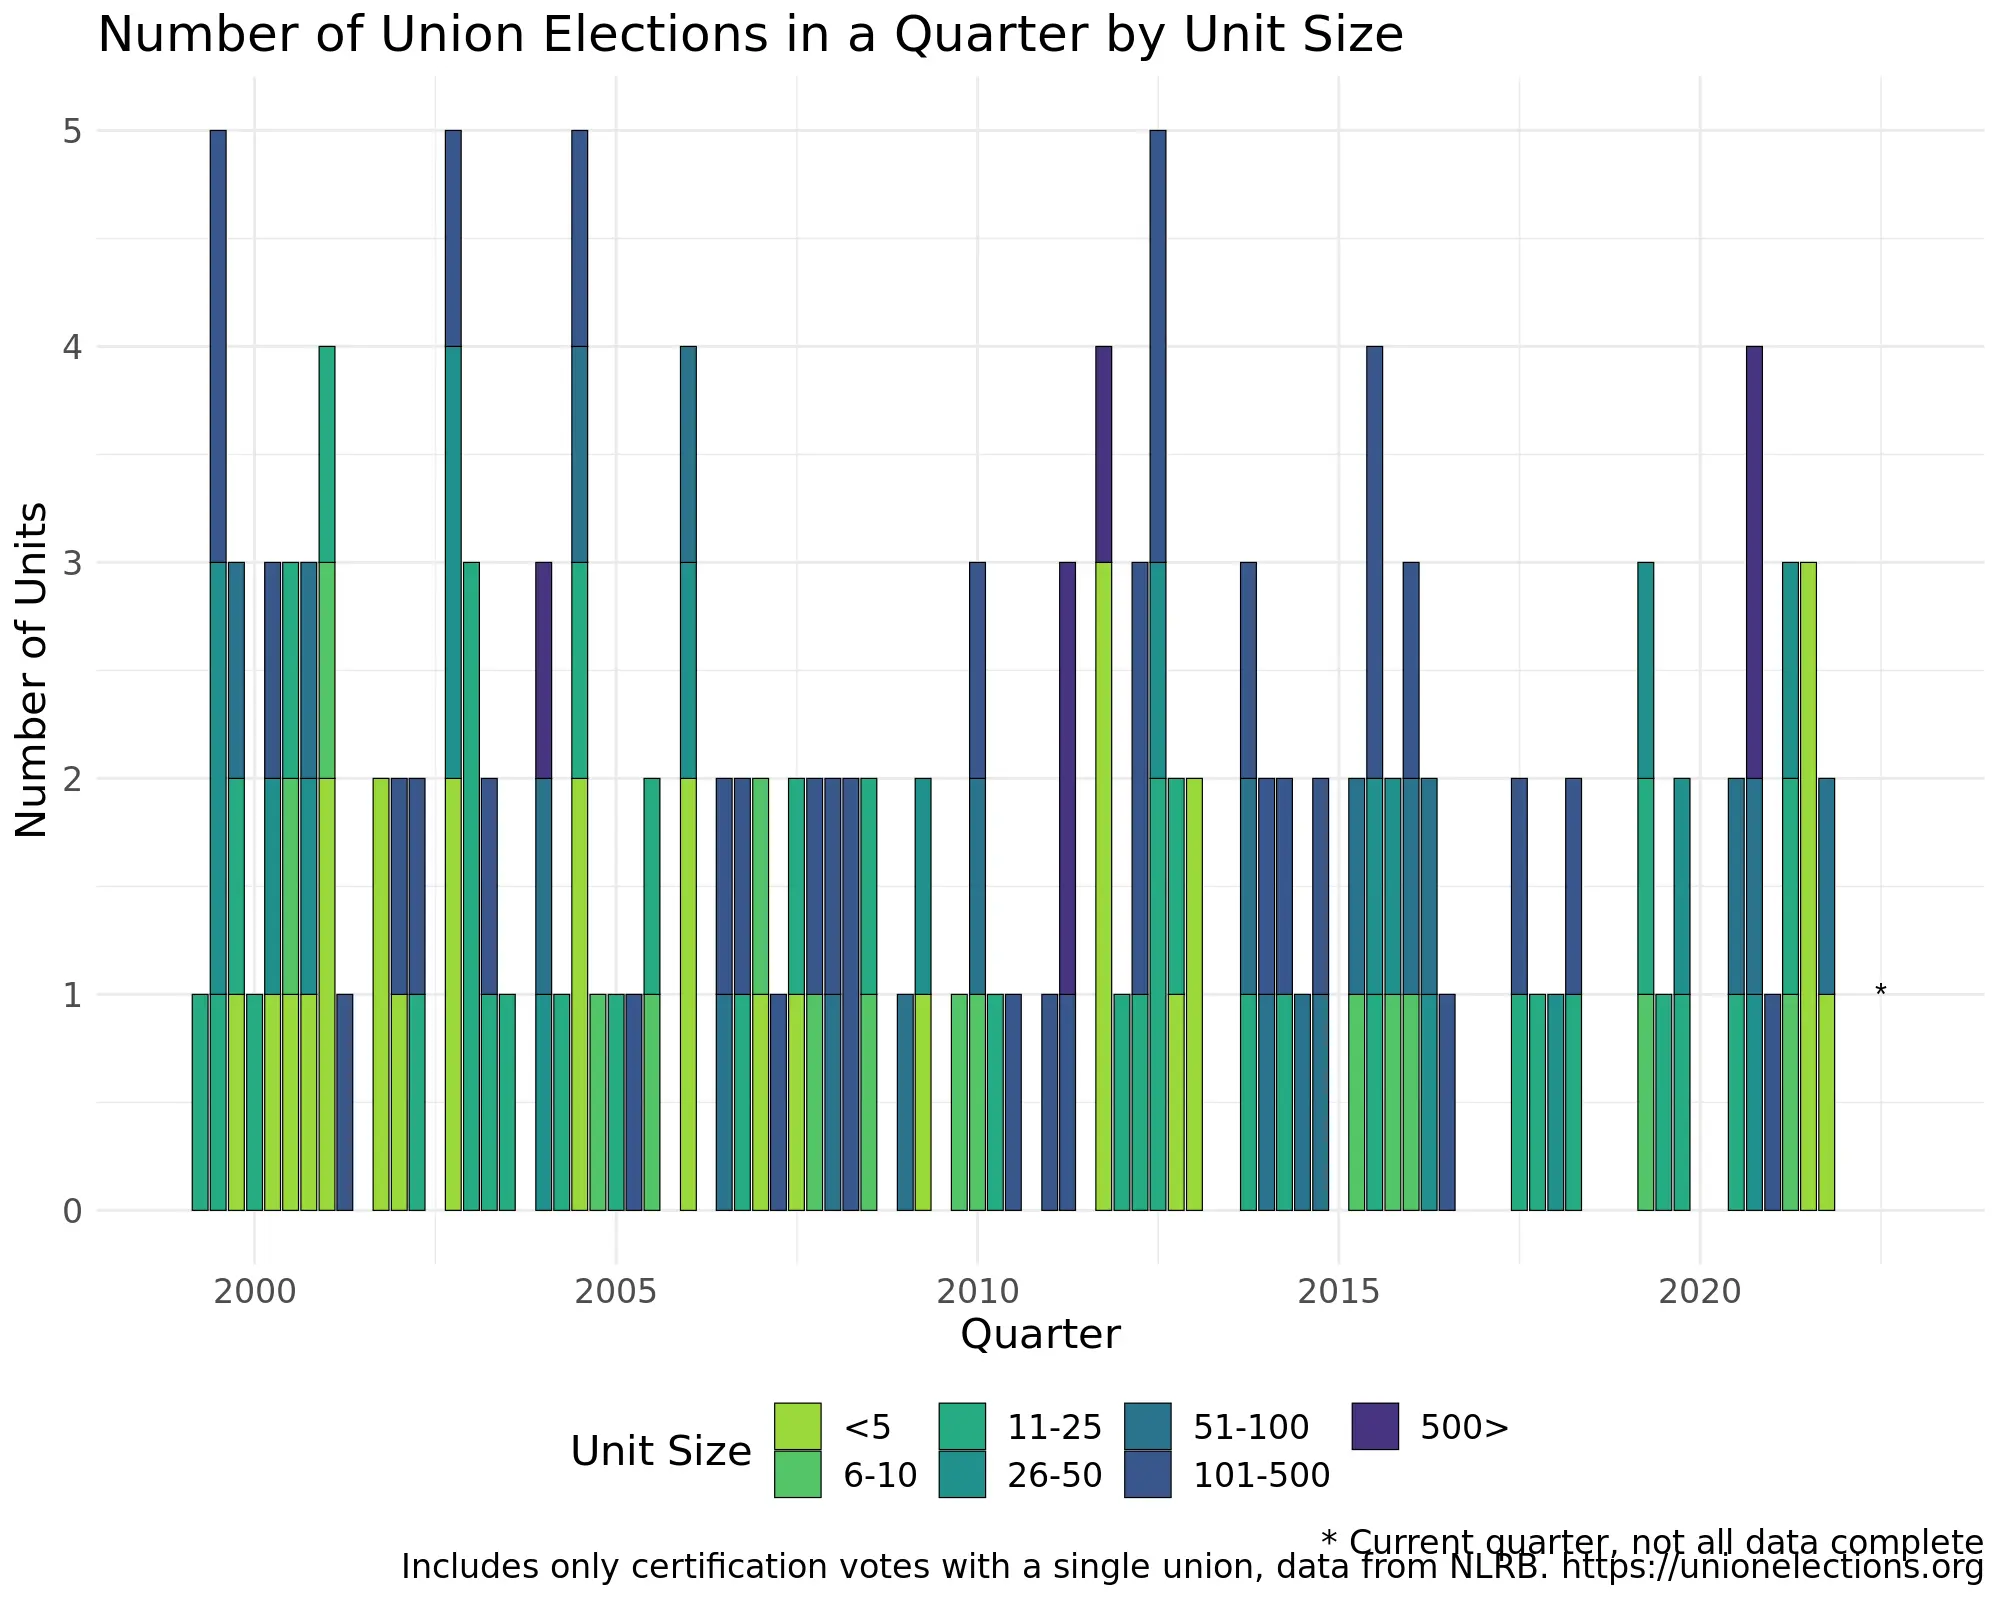 Number of Union Elections in a Quarter by Unit Size
Number of Units
5
4
3
2
1
0
*
2000 2005 2010 2015 2020
Quarter
Unit Size
<5 11-25 51-100 500>
6-10 26-50 101-500
* Current quarter, not all data complete
Includes only certification votes with a single union, data from NLRB. https://unionelections.org